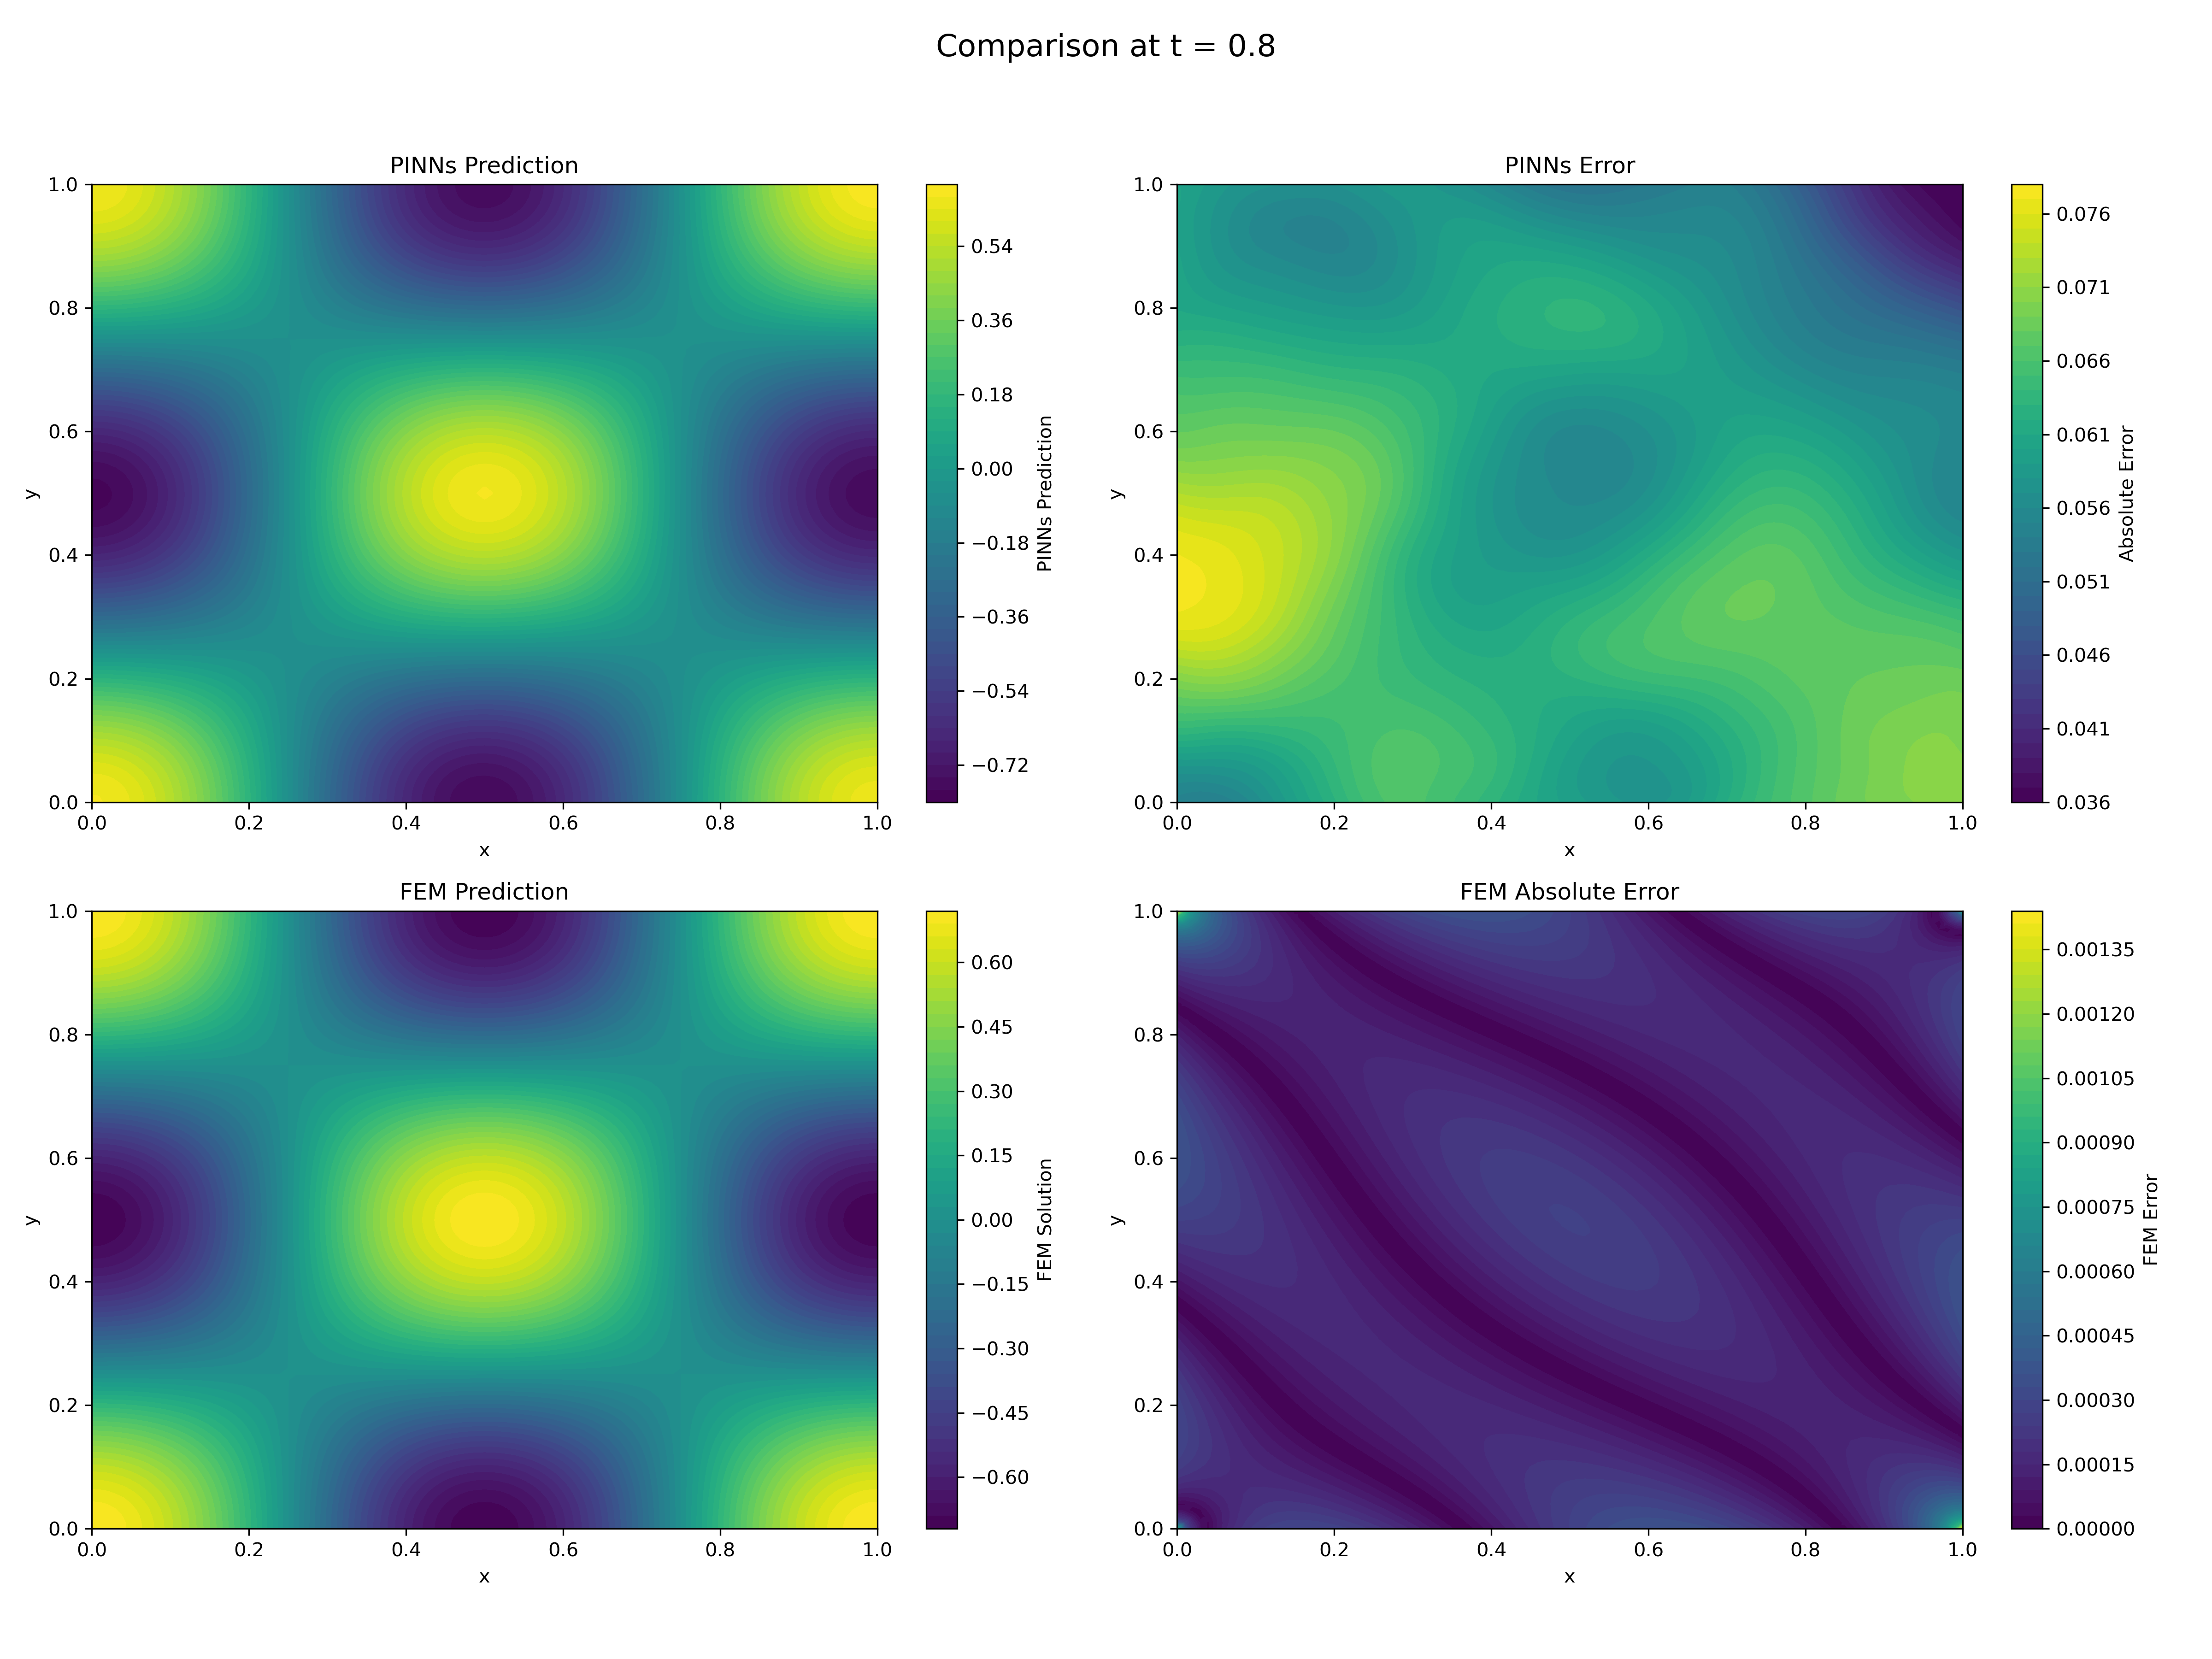 Comparison at t = 0.8
PINNs Prediction
1.0
0.8
0.6
0.4
0.2
0.0
y
0.0 0.2 0.4 0.6 0.8 1.0
x
0.54
0.36
0.18
0.00
−0.18
−0.36
−0.54
−0.72
PINNs Prediction
PINNs Error
1.0
0.8
0.6
0.4
0.2
0.0
y
0.0 0.2 0.4 0.6 0.8 1.0
x
0.076
0.071
0.066
0.061
0.056
0.051
0.046
0.041
0.036
Absolute Error
FEM Prediction
1.0
0.8
0.6
0.4
0.2
0.0
y
0.0 0.2 0.4 0.6 0.8 1.0
x
0.60
0.45
0.30
0.15
0.00
−0.15
−0.30
−0.45
−0.60
FEM Solution
FEM Absolute Error
1.0
0.8
0.6
0.4
0.2
0.0
y
0.0 0.2 0.4 0.6 0.8 1.0
x
0.00135
0.00120
0.00105
0.00090
0.00075
0.00060
0.00045
0.00030
0.00015
0.00000
FEM Error